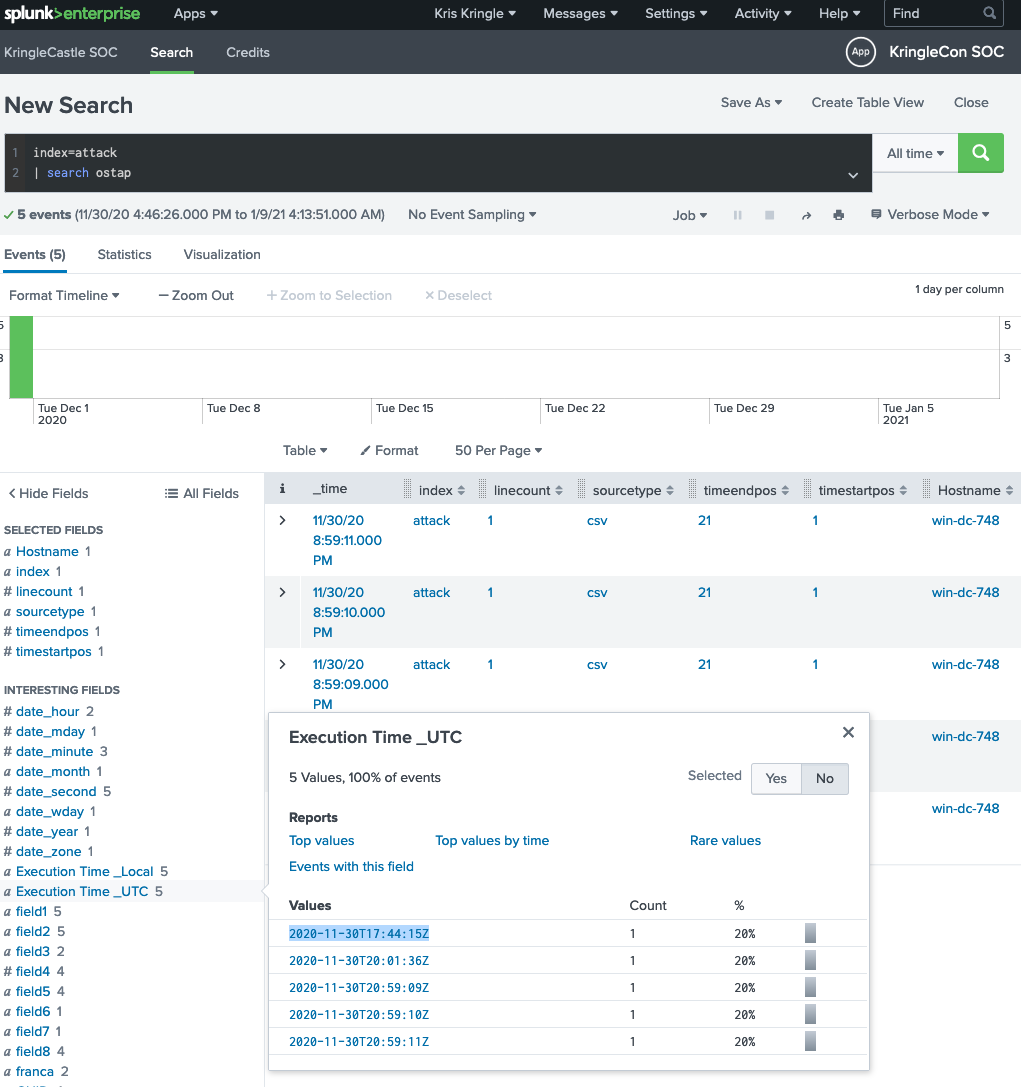 splunk>enterprise Apps Kris Kringle Messages Settings Activity Help Find
KringleCastle SOC Search Credits App KringleCon SOC
New Search Save As Create Table View Close
1 index=attack All time
2 | search ostap
5 events (11/30/20 4:46:26.000 PM to 1/9/21 4:13:51.000 AM) No Event Sampling Job Verbose Mode
Events (5) Statistics Visualization
Format Timeline — Zoom Out + Zoom to Selection × Deselect 1 day per column
5 5
3 3
Tue Dec 1 Tue Dec 8 Tue Dec 15 Tue Dec 22 Tue Dec 29 Tue Jan 5
2020 2021
Table Format 50 Per Page
< Hide Fields All Fields
SELECTED FIELDS
a Hostname 1
a index 1
# linecount 1
a sourcetype 1
# timeendpos 1
# timestartpos 1
INTERESTING FIELDS
# date_hour 2
# date_mday 1
# date_minute 3
a date_month 1
# date_second 5
a date_wday 1
# date_year 1
# date_zone 1
a Execution Time _Local 5
a Execution Time _UTC 5
a field1 5
a field2 5
a field3 2
# field4 4
a field5 4
a field6 1
a field7 1
a field8 4
a franca 2
i _time index linecount sourcetype timeendpos timestartpos Hostname
> 11/30/20 attack 1 csv 21 1 win-dc-748
8:59:11.000
PM
> 11/30/20 attack 1 csv 21 1 win-dc-748
8:59:10.000
PM
> 11/30/20 attack 1 csv 21 1 win-dc-748
8:59:09.000
PM
win-dc-748
win-dc-748
Execution Time _UTC ×
5 Values, 100% of events Selected Yes No
Reports
Top values Top values by time Rare values
Events with this field
Values Count %
2020-11-30T17:44:15Z 1 20%
2020-11-30T20:01:36Z 1 20%
2020-11-30T20:59:09Z 1 20%
2020-11-30T20:59:10Z 1 20%
2020-11-30T20:59:11Z 1 20%